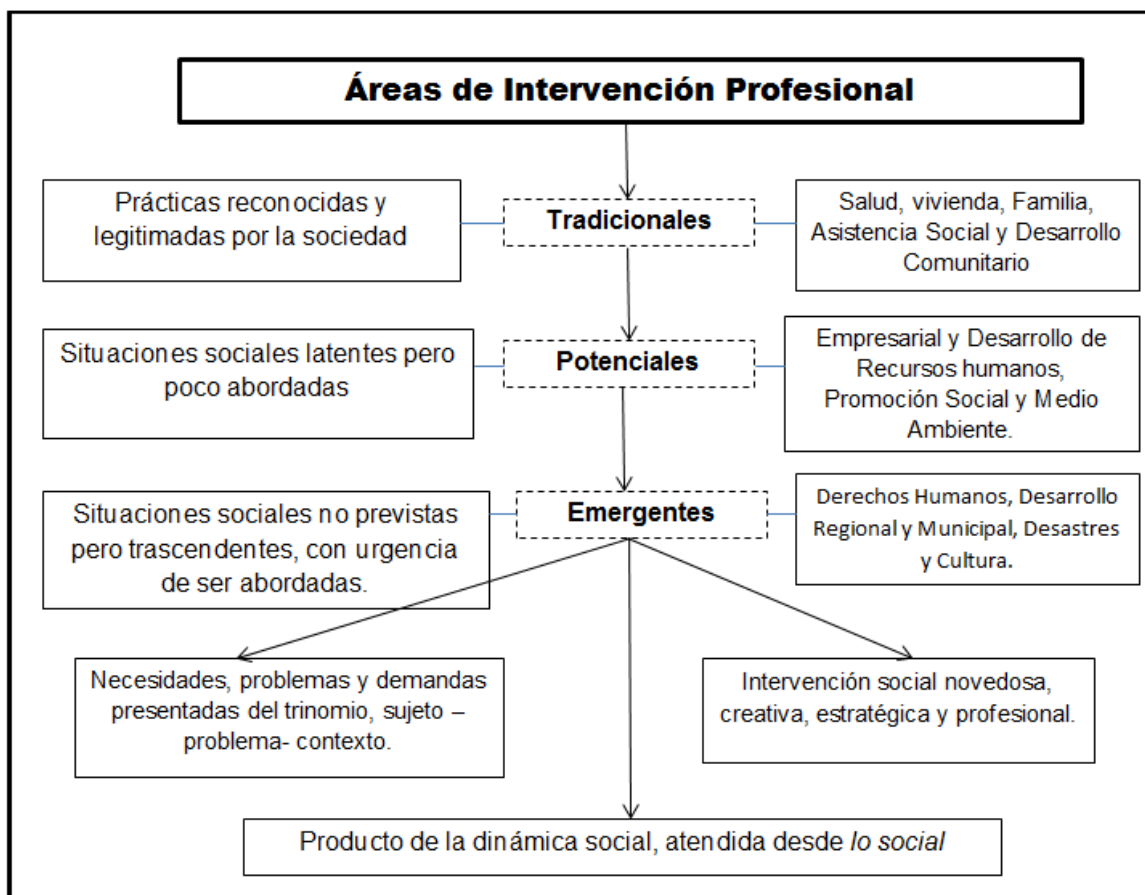 Áreas de Intervención Profesional
Prácticas reconocidas y
legitimadas por la sociedad
Tradicionales
Salud, vivienda, Familia,
Asistencia Social y Desarrollo
Comunitario
Situaciones sociales latentes pero
poco abordadas
Potenciales
Empresarial y Desarrollo de
Recursos humanos,
Promoción Social y Medio
Ambiente.
Situaciones sociales no previstas
pero trascendentes, con urgencia
de ser abordadas.
Emergentes
Derechos Humanos, Desarrollo
Regional y Municipal, Desastres
y Cultura.
Necesidades, problemas y demandas
presentadas del trinomio, sujeto –
problema- contexto.
Intervención social novedosa,
creativa, estratégica y profesional.
Producto de la dinámica social, atendida desde lo social